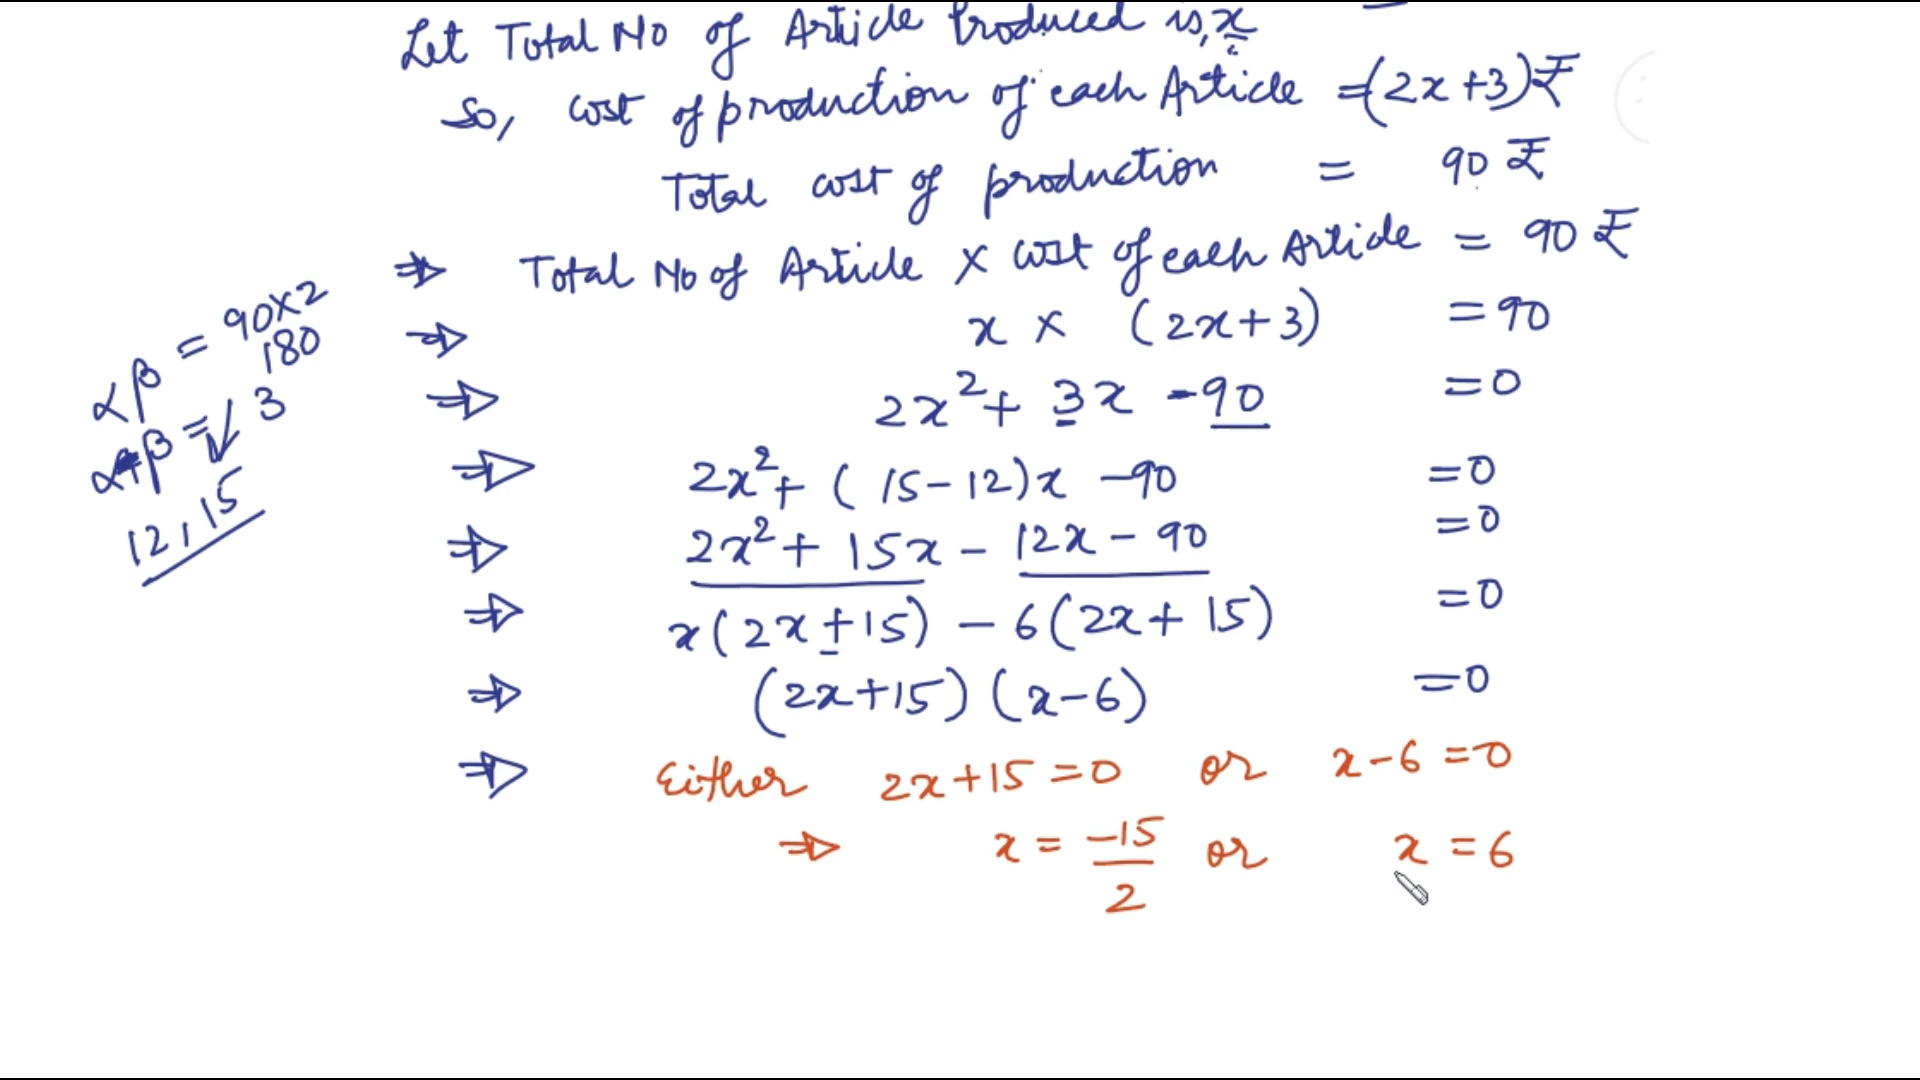 Let Total No of Article Produced is, x
So, cost of production of each Article = (2x+3)₹
Total cost of production = 90 ₹
⇒ Total No of Article × cost of each Article = 90 ₹
⇒ x × (2x+3) = 90
⇒ 2x² + 3x - 90 = 0
⇒ 2x² + (15-12)x - 90 = 0
⇒ 2x² + 15x - 12x - 90 = 0
⇒ x(2x+15) - 6(2x+15) = 0
⇒ (2x+15)(x-6) = 0
⇒ Either 2x+15=0 or x-6=0
⇒ x = -15/2 or x = 6
αβ = 90×2
180
α+β = 3
12, 15